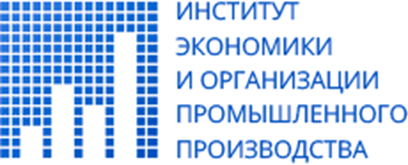 ИНСТИТУТ
ЭКОНОМИКИ
И ОРГАНИЗАЦИИ
ПРОМЫШЛЕННОГО
ПРОИЗВОДСТВА